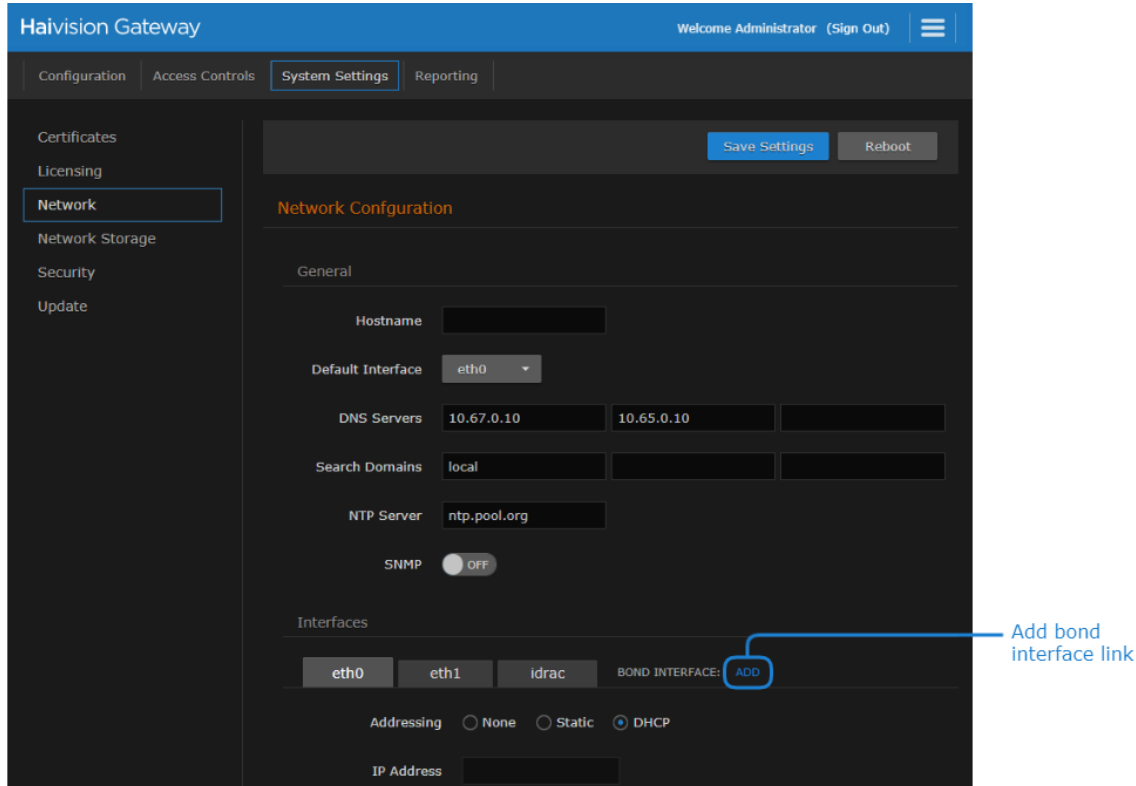 Haivision Gateway
Welcome Administrator (Sign Out)
Configuration Access Controls System Settings Reporting
Certificates
Licensing
Network
Network Storage
Security
Update
Save Settings Reboot
Network Confguration
General
Hostname
Default Interface eth0
DNS Servers 10.67.0.10 10.65.0.10
Search Domains local
NTP Server ntp.pool.org
SNMP OFF
Interfaces
eth0 eth1 idrac BOND INTERFACE: ADD
Add bond
interface link
Addressing None Static DHCP
IP Address